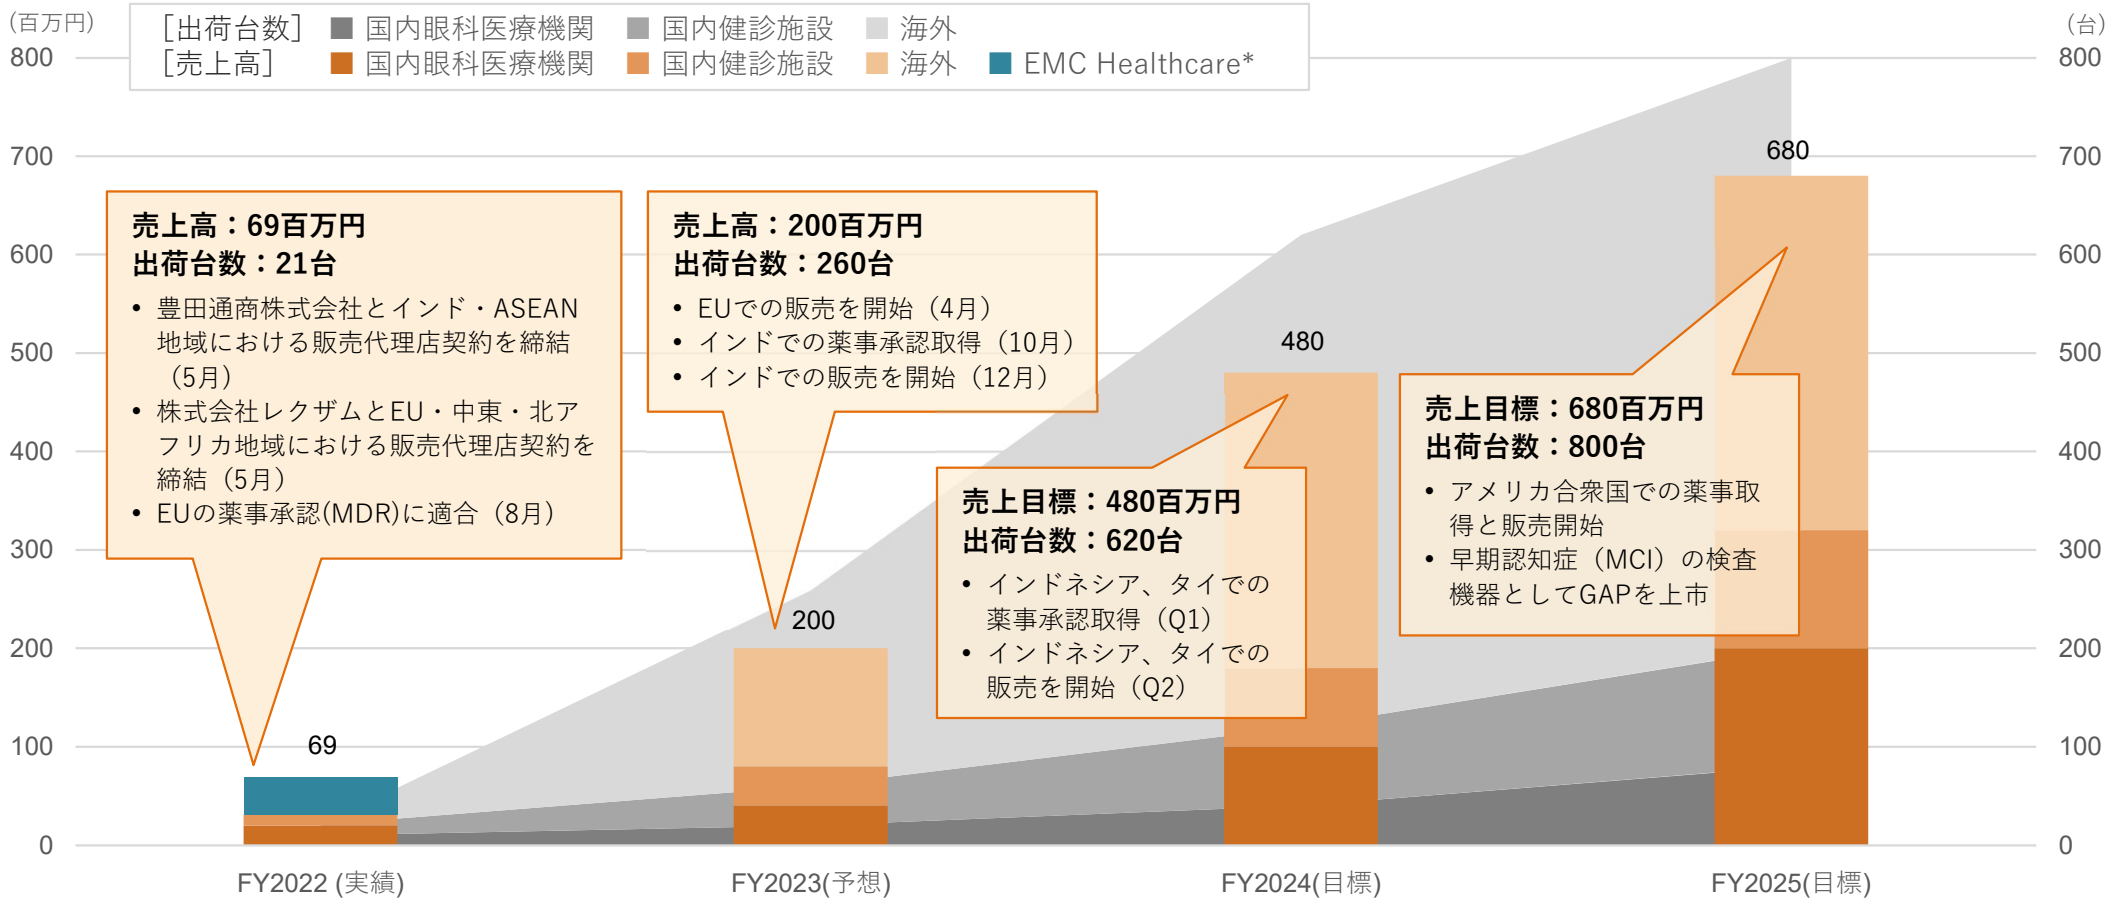 (百万円)
［出荷台数］ 国内眼科医療機関 国内健診施設 海外
［売上高］ 国内眼科医療機関 国内健診施設 海外 EMC Healthcare*
(台)
800
700
600
500
400
300
200
100
0
800
700
600
500
400
300
200
100
0
売上高：69百万円
出荷台数：21台
• 豊田通商株式会社とインド・ASEAN
地域における販売代理店契約を締結
（5月）
• 株式会社レクザムとEU・中東・北ア
フリカ地域における販売代理店契約を
締結（5月）
• EUの薬事承認(MDR)に適合（8月）
売上高：200百万円
出荷台数：260台
• EUでの販売を開始（4月）
• インドでの薬事承認取得（10月）
• インドでの販売を開始（12月）
売上目標：480百万円
出荷台数：620台
• インドネシア、タイでの
薬事承認取得（Q1）
• インドネシア、タイでの
販売を開始（Q2）
売上目標：680百万円
出荷台数：800台
• アメリカ合衆国での薬事取
得と販売開始
• 早期認知症（MCI）の検査
機器としてGAPを上市
69
200
480
680
FY2022 (実績)
FY2023(予想)
FY2024(目標)
FY2025(目標)